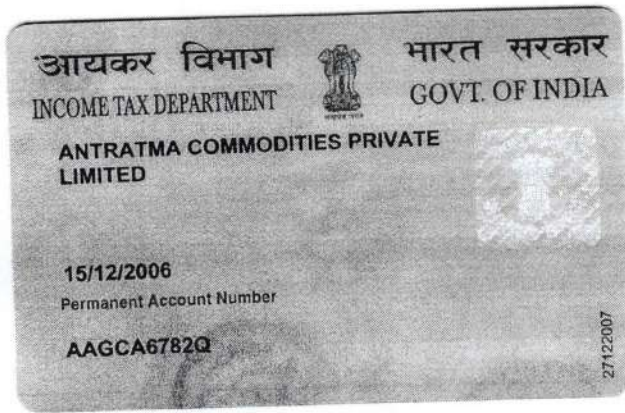 आयकर विभाग
INCOME TAX DEPARTMENT
भारत सरकार
GOVT. OF INDIA
ANTRATMA COMMODITIES PRIVATE
LIMITED
15/12/2006
Permanent Account Number
AAGCA6782Q
27122007